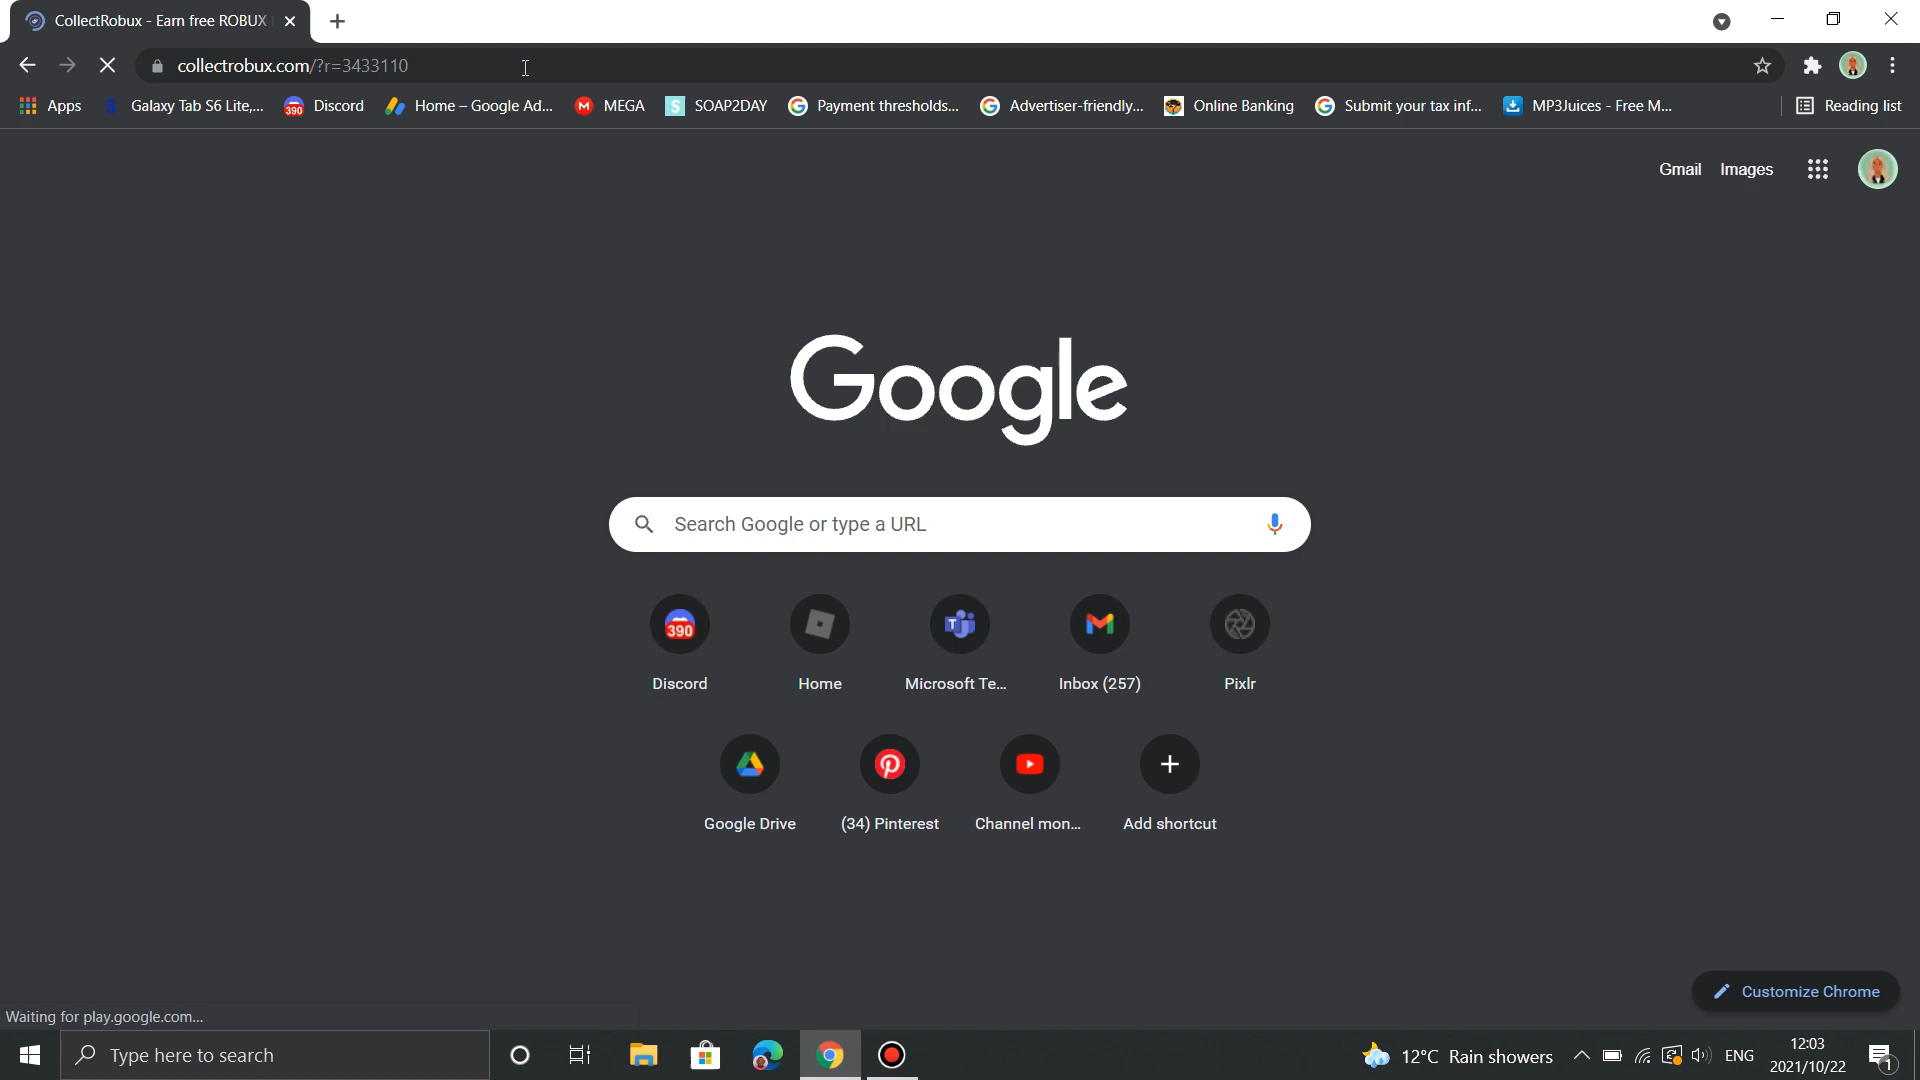 CollectRobux - Earn free ROBUX
collectrobux.com/?r=3433110
Apps Galaxy Tab S6 Lite,... 390 Discord Home – Google Ad... M MEGA S SOAP2DAY Payment thresholds... Advertiser-friendly... Online Banking Submit your tax inf... MP3Juices - Free M... Reading list
Gmail Images
Google
Search Google or type a URL
390
Discord Home Microsoft Te... Inbox (257) Pixlr
Google Drive (34) Pinterest Channel mon... Add shortcut
Customize Chrome
Waiting for play.google.com...
Type here to search
12°C Rain showers ENG 12:03
2021/10/22 1